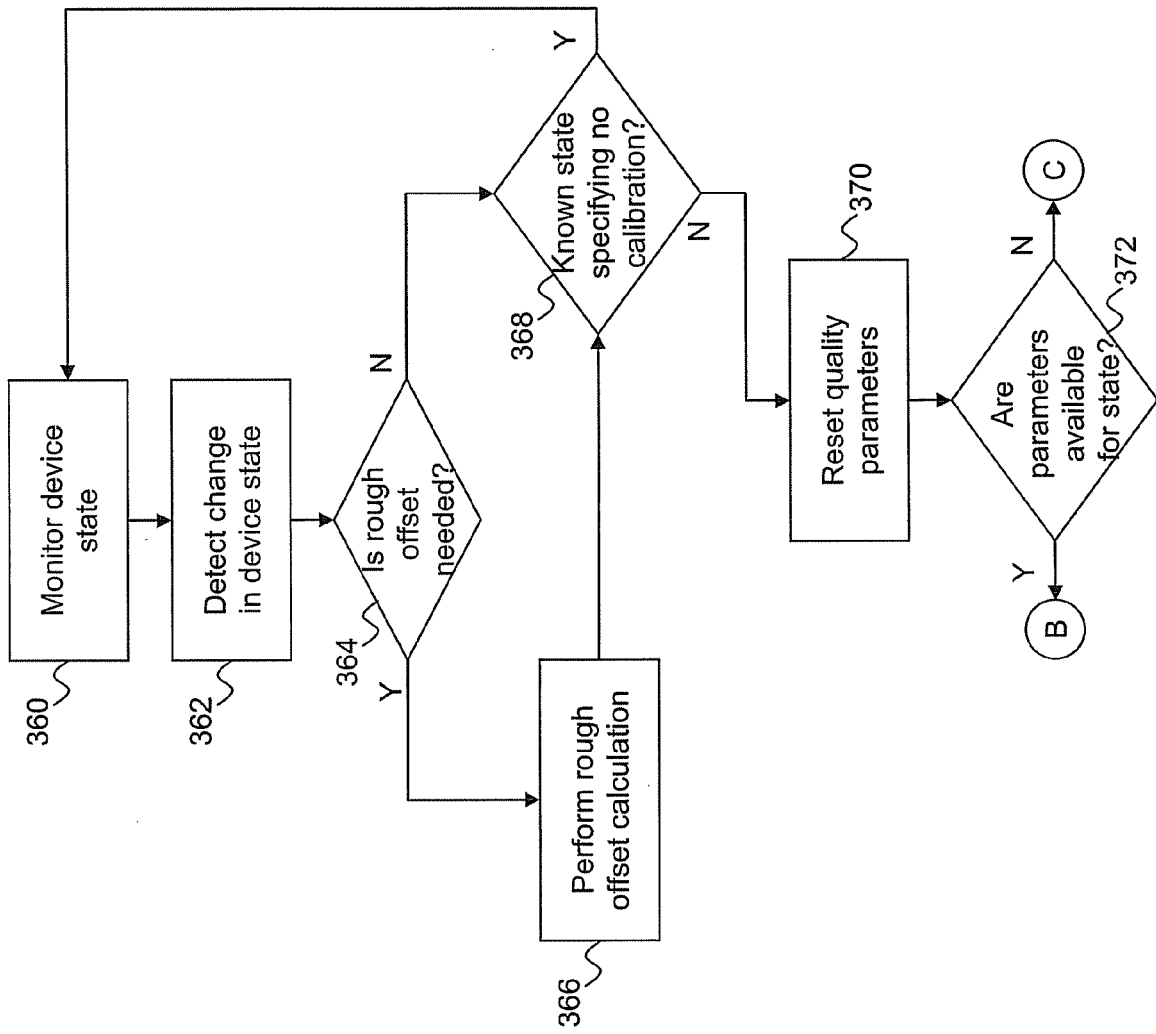 Monitor device
state
360
Detect change
in device state
362
Is rough
offset
needed?
364
Y
N
Perform rough
offset calculation
366
Known state
specifying no
calibration?
368
Y
N
Reset quality
parameters
370
Are
parameters
available
for state?
372
Y
N
B
C